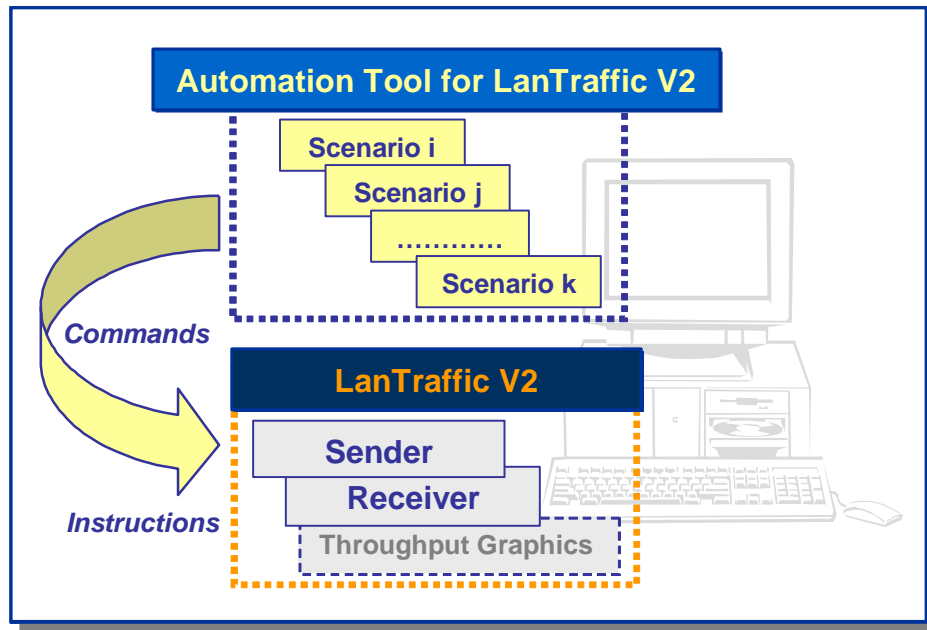 Automation Tool for LanTraffic V2
Scenario i
Scenario j
............
Scenario k
Commands
LanTraffic V2
Sender
Receiver
Instructions
Throughput Graphics